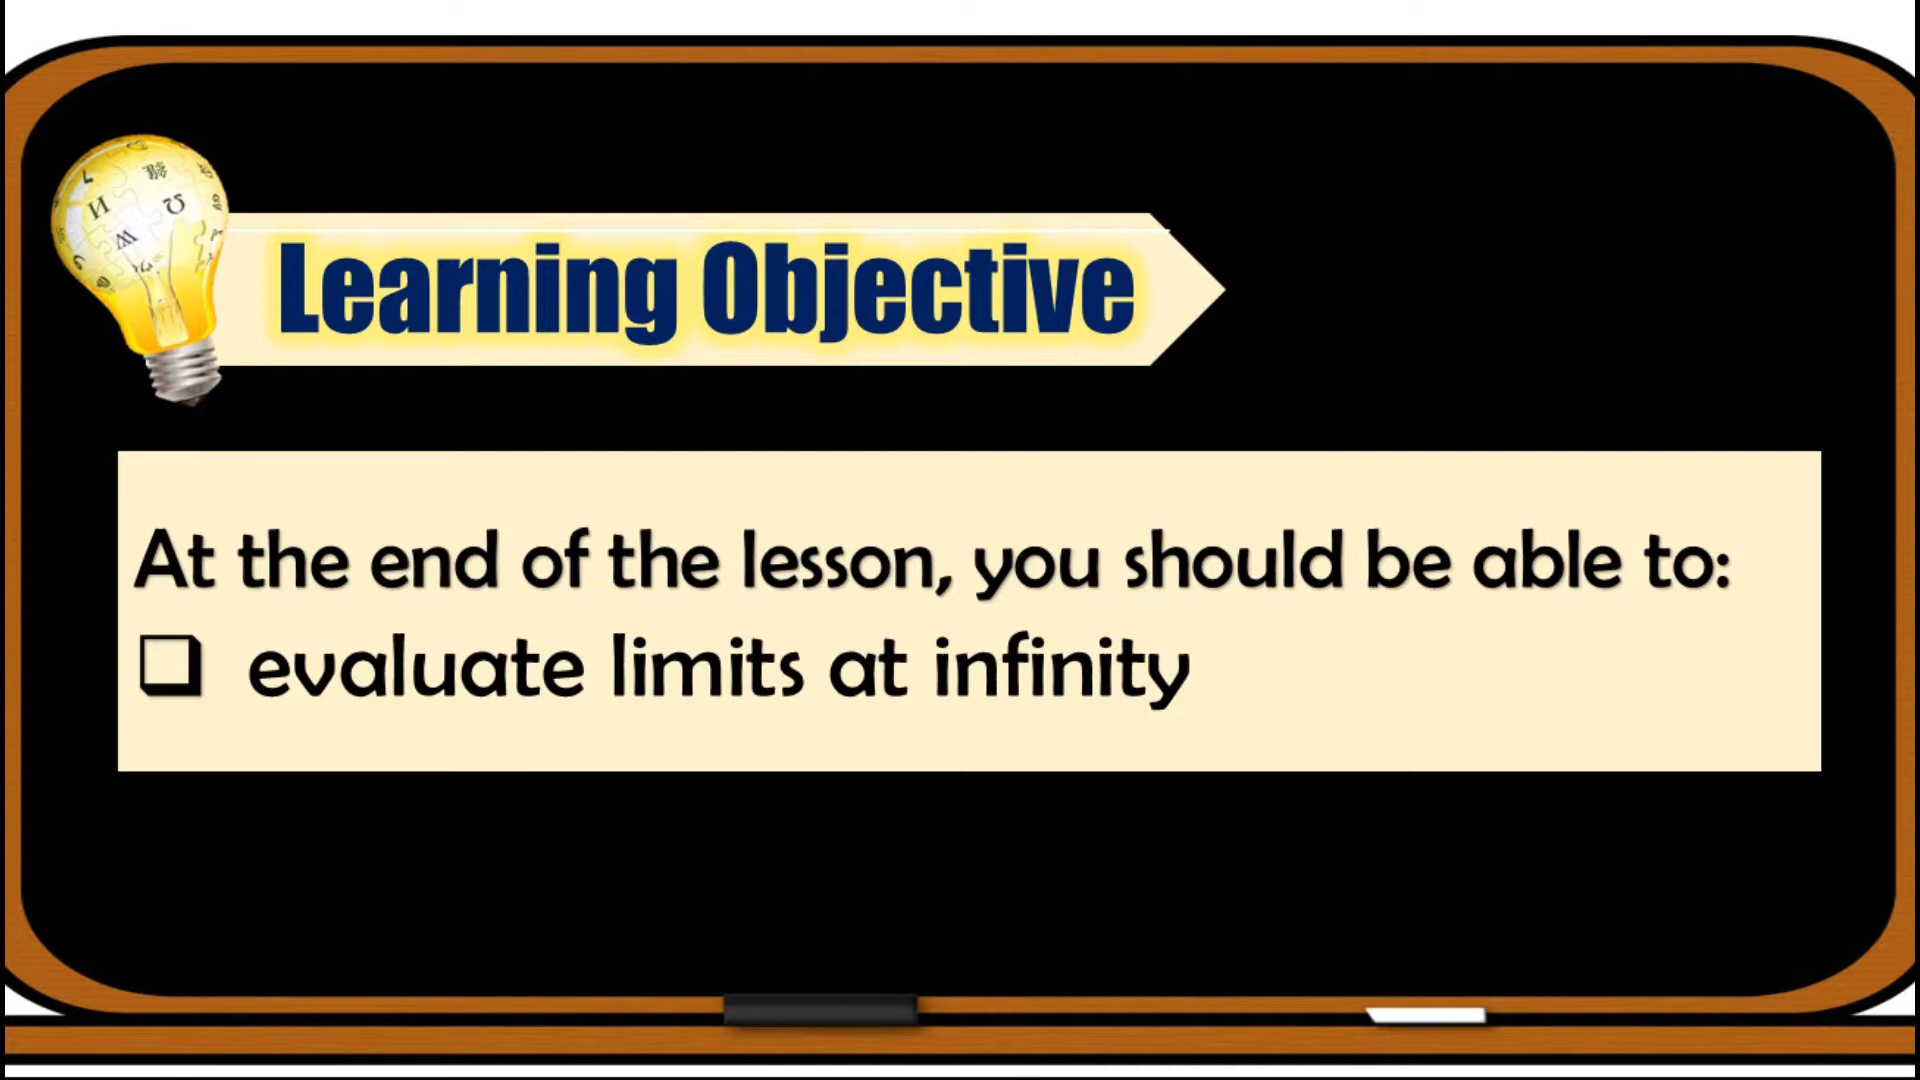 Learning Objective
At the end of the lesson, you should be able to:
❑ evaluate limits at infinity